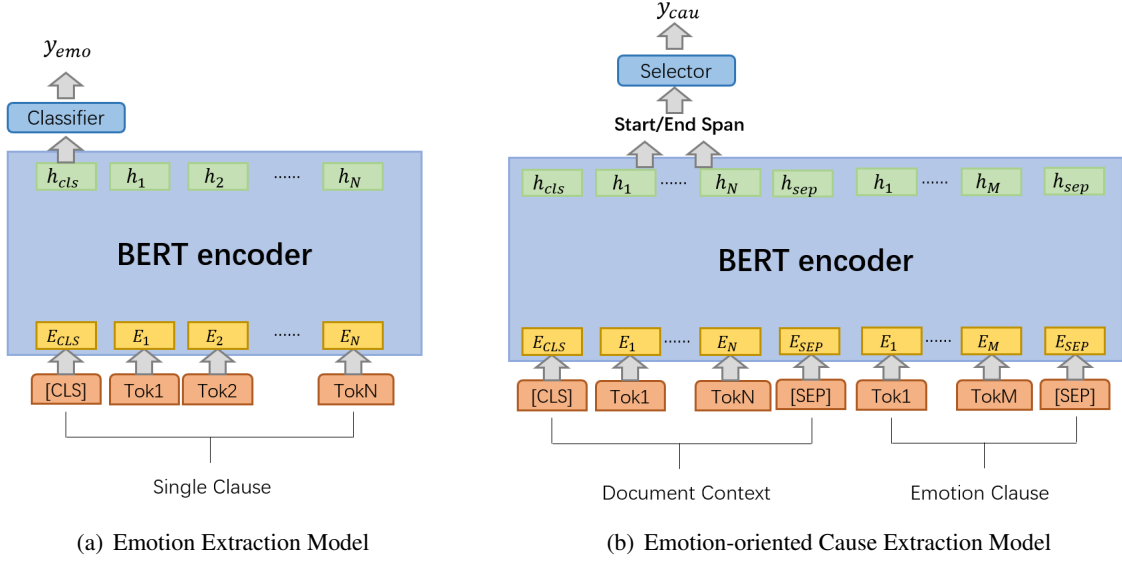 y_emo
Classifier
h_cls h_1 h_2 ...... h_N
BERT encoder
E_CLS E_1 E_2 ...... E_N
[CLS] Tok1 Tok2 TokN
Single Clause
(a) Emotion Extraction Model
y_cau
Selector
Start/End Span
h_cls h_1 ...... h_N h_sep h_1 ...... h_M h_sep
BERT encoder
E_CLS E_1 ...... E_N E_SEP E_1 ...... E_M E_SEP
[CLS] Tok1 TokN [SEP] Tok1 TokM [SEP]
Document Context Emotion Clause
(b) Emotion-oriented Cause Extraction Model